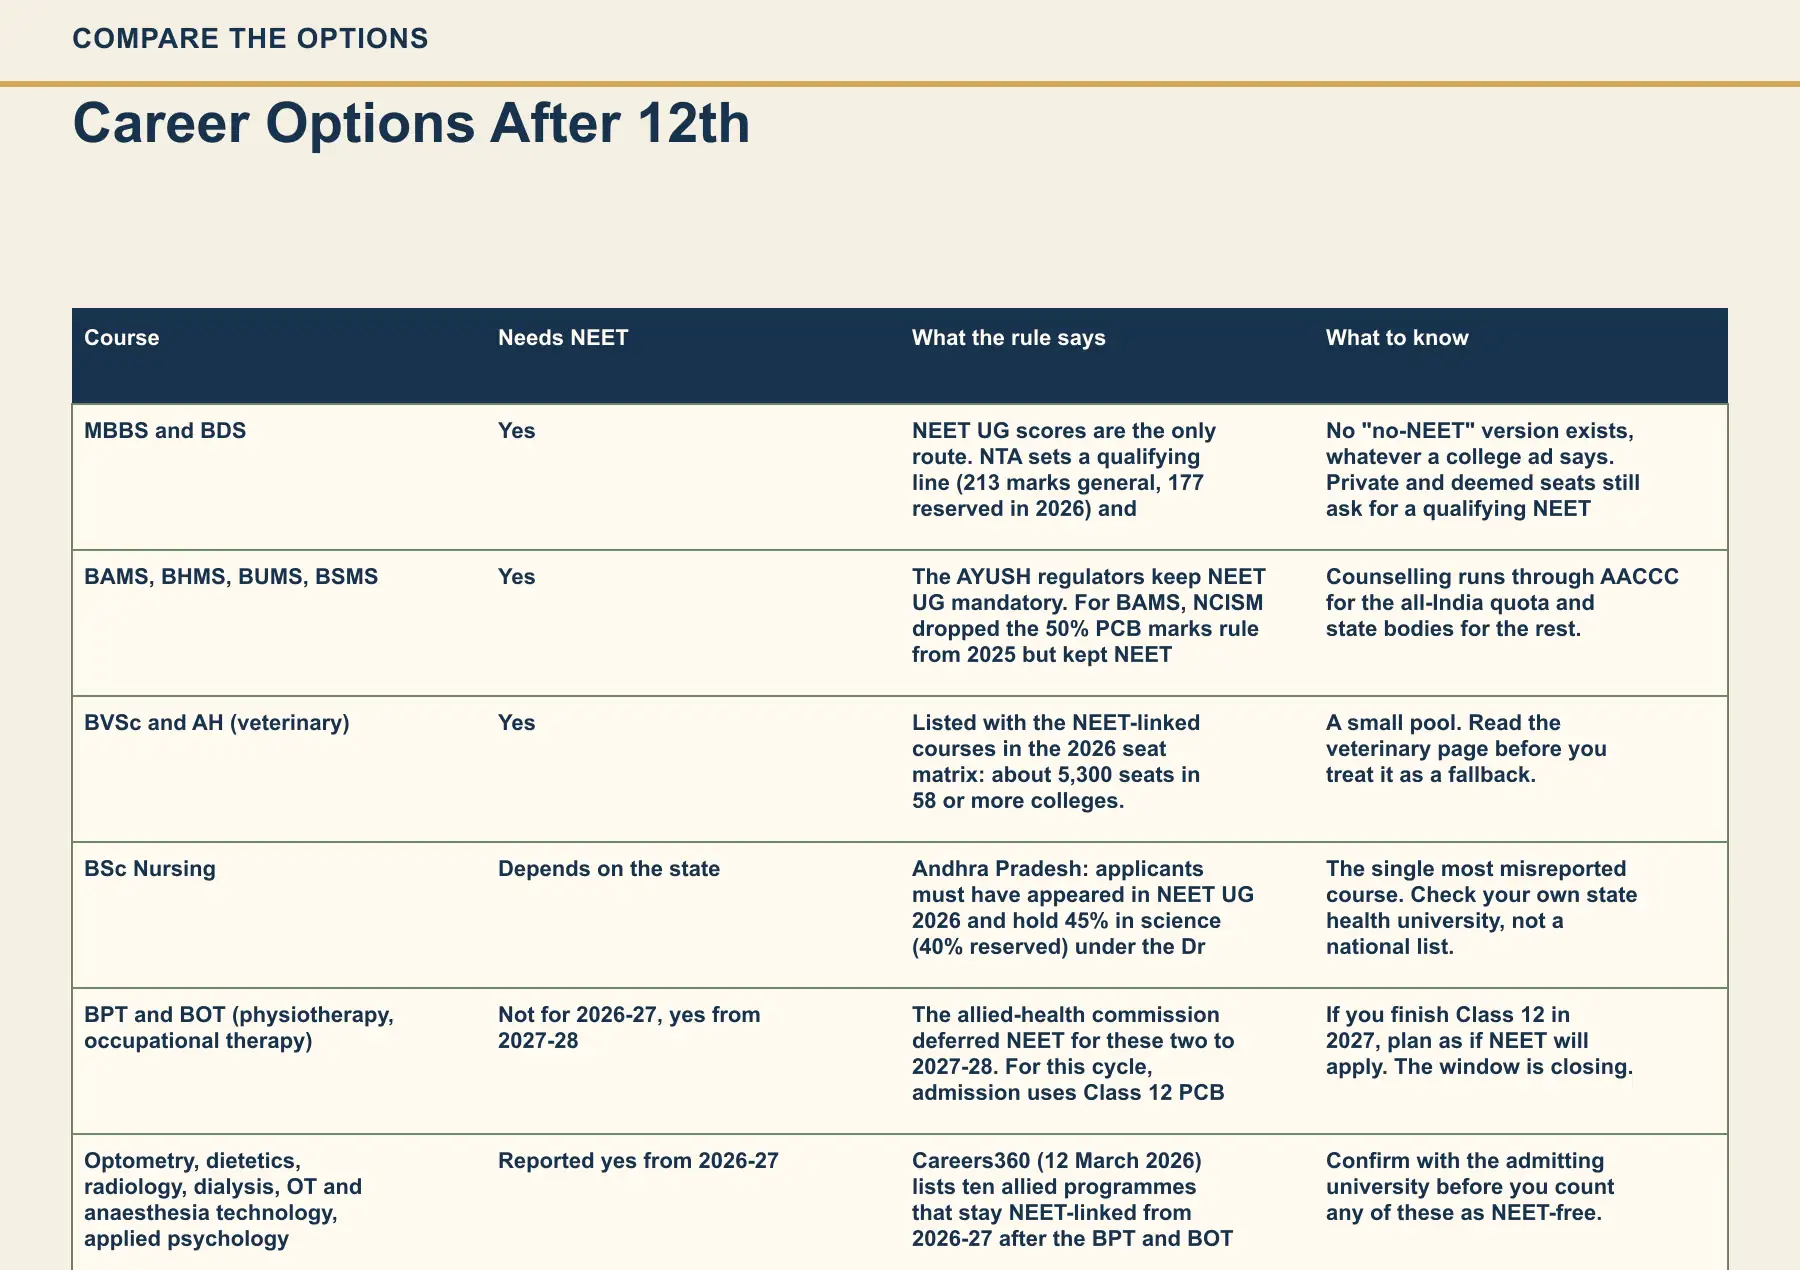 COMPARE THE OPTIONS
Career Options After 12th
Course
Needs NEET
What the rule says
What to know
MBBS and BDS
Yes
NEET UG scores are the only
route. NTA sets a qualifying
line (213 marks general, 177
reserved in 2026) and
No "no-NEET" version exists,
whatever a college ad says.
Private and deemed seats still
ask for a qualifying NEET
BAMS, BHMS, BUMS, BSMS
Yes
The AYUSH regulators keep NEET
UG mandatory. For BAMS, NCISM
dropped the 50% PCB marks rule
from 2025 but kept NEET
Counselling runs through AACCC
for the all-India quota and
state bodies for the rest.
BVSc and AH (veterinary)
Yes
Listed with the NEET-linked
courses in the 2026 seat
matrix: about 5,300 seats in
58 or more colleges.
A small pool. Read the
veterinary page before you
treat it as a fallback.
BSc Nursing
Depends on the state
Andhra Pradesh: applicants
must have appeared in NEET UG
2026 and hold 45% in science
(40% reserved) under the Dr
The single most misreported
course. Check your own state
health university, not a
national list.
BPT and BOT (physiotherapy,
occupational therapy)
Not for 2026-27, yes from
2027-28
The allied-health commission
deferred NEET for these two to
2027-28. For this cycle,
admission uses Class 12 PCB
If you finish Class 12 in
2027, plan as if NEET will
apply. The window is closing.
Optometry, dietetics,
radiology, dialysis, OT and
anaesthesia technology,
applied psychology
Reported yes from 2026-27
Careers360 (12 March 2026)
lists ten allied programmes
that stay NEET-linked from
2026-27 after the BPT and BOT
Confirm with the admitting
university before you count
any of these as NEET-free.